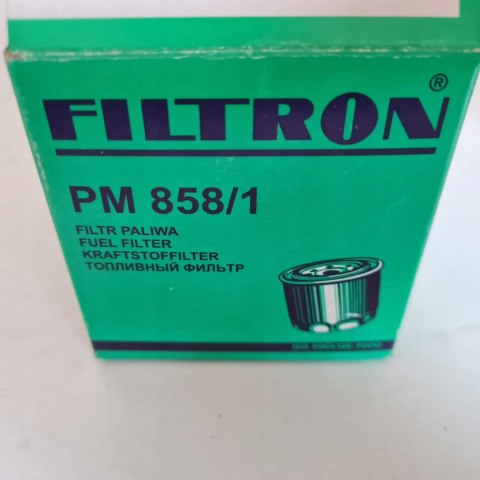 FILTRON®
PM 858/1
FILTR PALIWA
FUEL FILTER
KRAFTSTOFFILTER
ТОПЛИВНЫЙ ФИЛЬТР